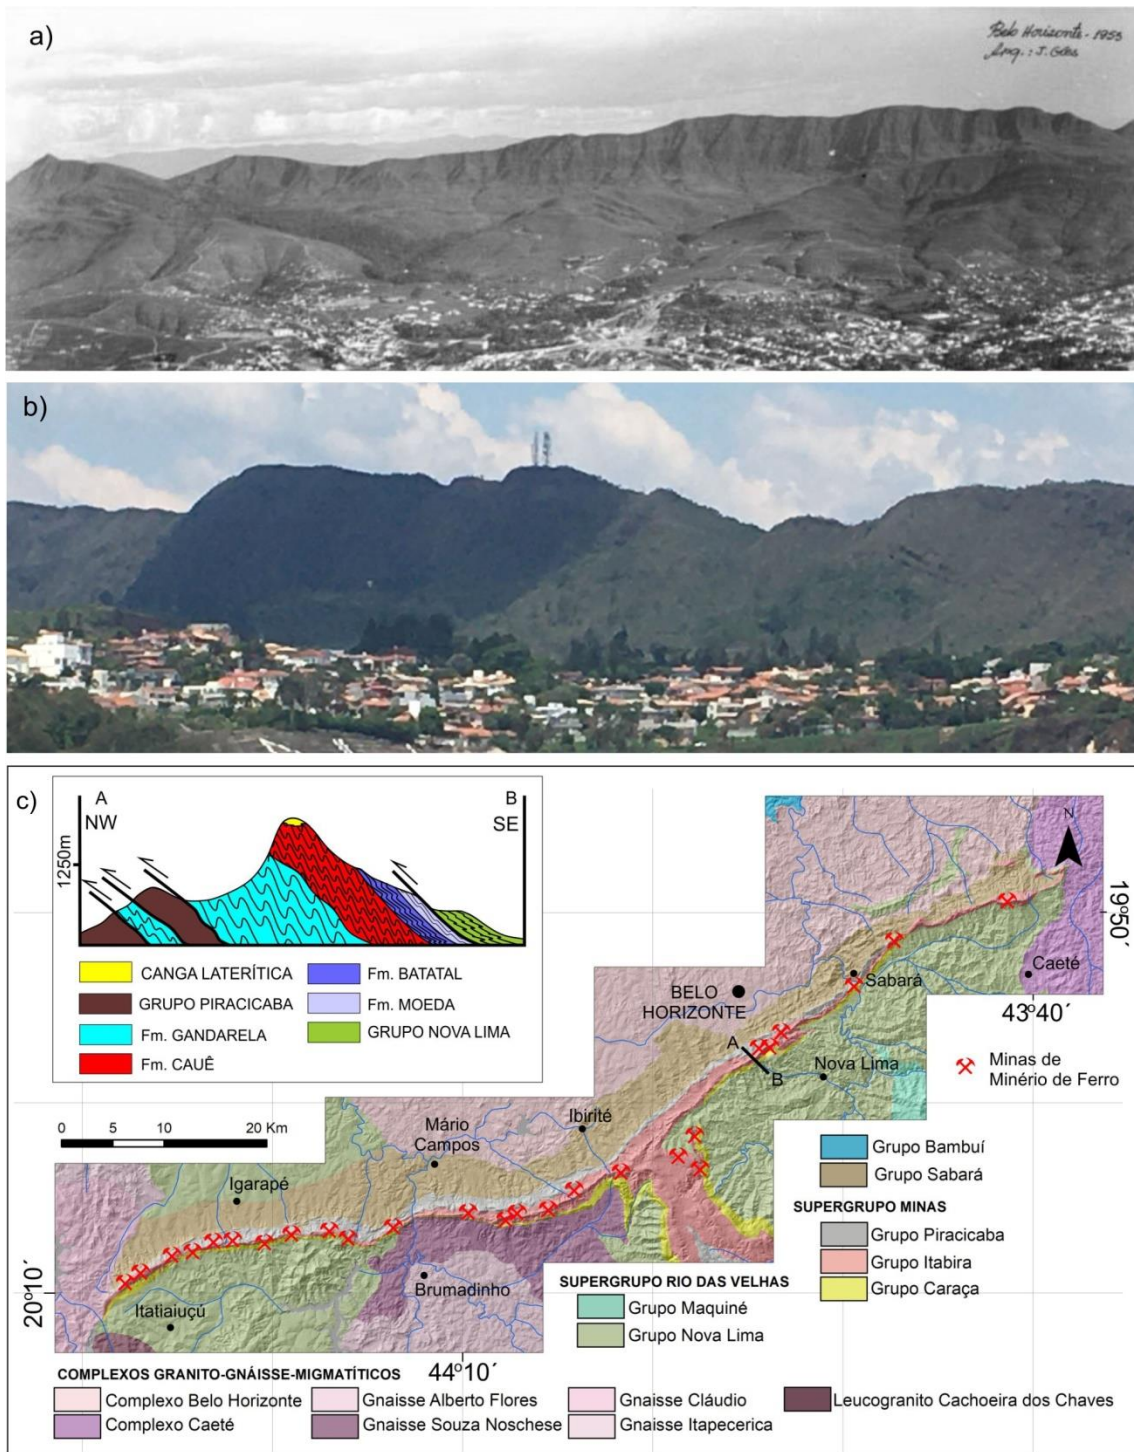 a)
Belo Horizonte - 1953
Arq.: J. Góes
b)
c)
A
B
NW
SE
1250m
CANGA LATERÍTICA
GRUPO PIRACICABA
Fm. GANDARELA
Fm. CAUÊ
Fm. BATATAL
Fm. MOEDA
GRUPO NOVA LIMA
N
19º50´
43º40´
BELO
HORIZONTE
Sabará
Caeté
A
B
Nova Lima
Minas de
Minério de Ferro
0 5 10 20 Km
Mário
Campos
Ibirité
Igarapé
Brumadinho
Itatiaiuçú
20º10´
44º10´
Grupo Bambuí
Grupo Sabará
SUPERGRUPO MINAS
Grupo Piracicaba
Grupo Itabira
Grupo Caraça
SUPERGRUPO RIO DAS VELHAS
Grupo Maquiné
Grupo Nova Lima
COMPLEXOS GRANITO-GNÁISSE-MIGMATÍTICOS
Complexo Belo Horizonte
Complexo Caeté
Gnaisse Alberto Flores
Gnaisse Souza Noschese
Gnaisse Cláudio
Gnaisse Itapecerica
Leucogranito Cachoeira dos Chaves